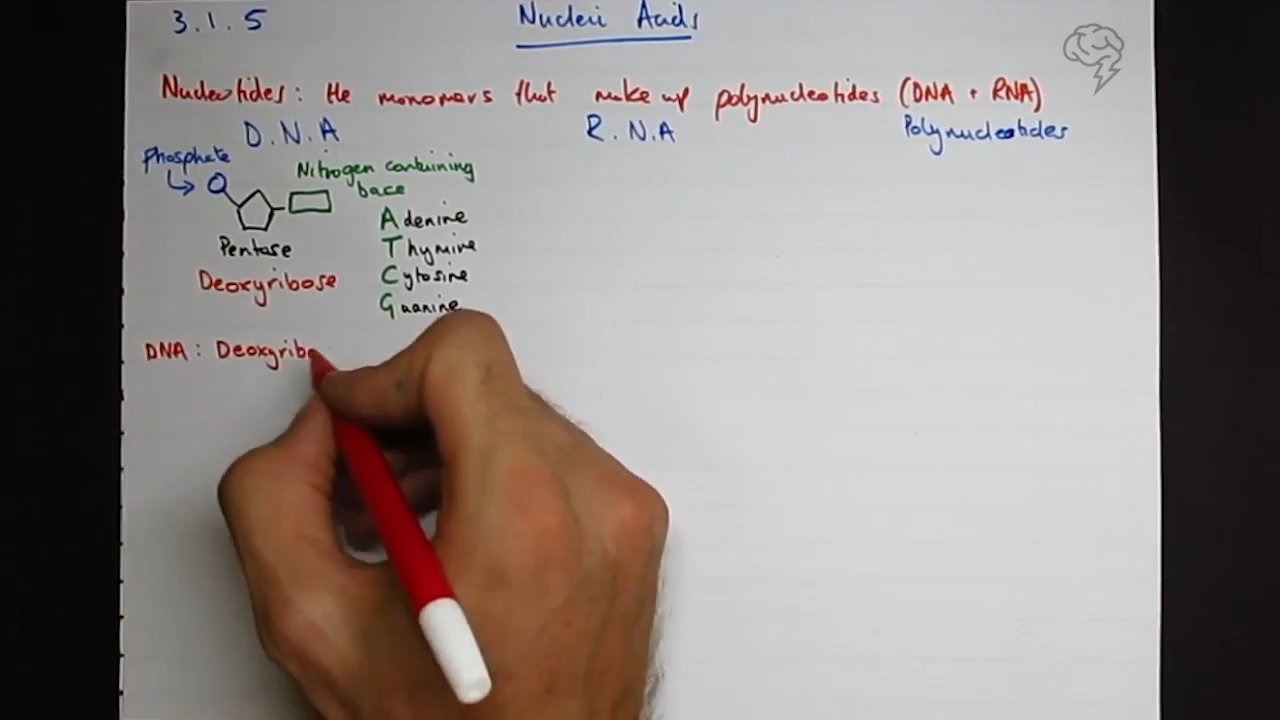 3.1.5 Nucleic Acids
Nucleotides: the monomers that make up polynucleotides (DNA + RNA)
D.N.A R.N.A Polynucleotides
Phosphate
Nitrogen containing
base
Adenine
Thymine
Pentose
Cytosine
Deoxyribose
Guanine
DNA: Deoxyribo